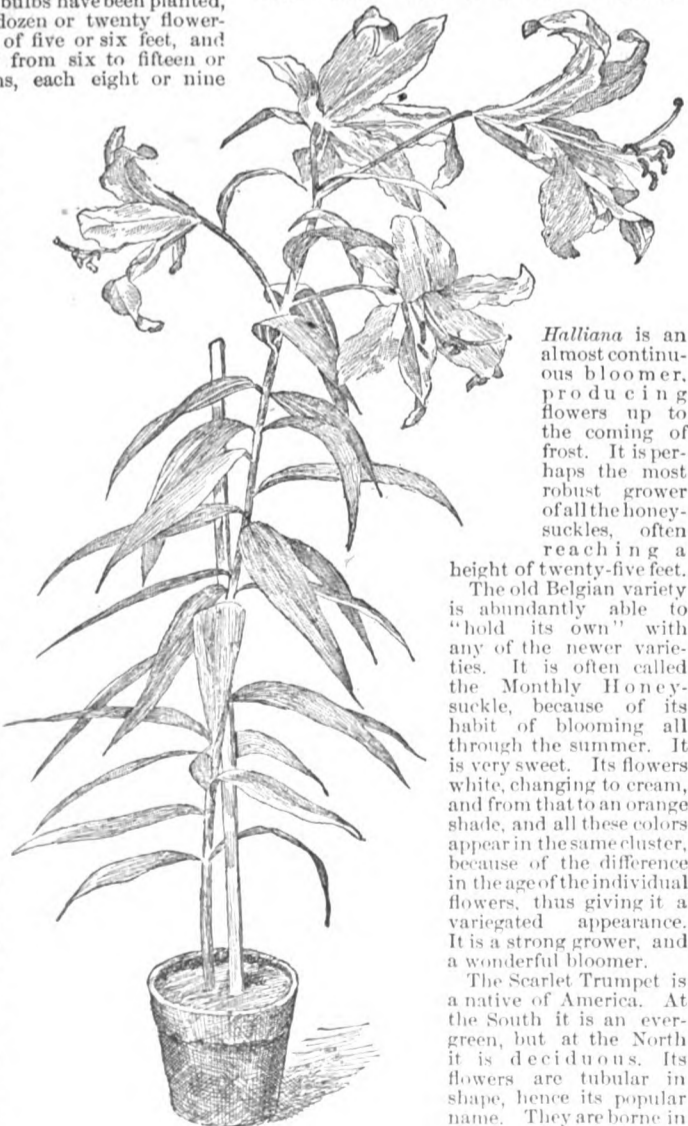 bulbs have been planted,
dozen or twenty flower-
of five or six feet, and
from six to fifteen or
ns, each eight or nine
Halliana is an
almost continu-
ous bloomer,
producing
flowers up to
the coming of
frost. It is per-
haps the most
robust grower
of all the honey-
suckles, often
reaching a
height of twenty-five feet.
The old Belgian variety
is abundantly able to
"hold its own" with
any of the newer varie-
ties. It is often called
the Monthly Honey-
suckle, because of its
habit of blooming all
through the summer. It
is very sweet. Its flowers
white, changing to cream,
and from that to an orange
shade, and all these colors
appear in the same cluster,
because of the difference
in the age of the individual
flowers, thus giving it a
variegated appearance.
It is a strong grower, and
a wonderful bloomer.
The Scarlet Trumpet is
a native of America. At
the South it is an ever-
green, but at the North
it is deciduous. Its
flowers are tubular in
shape, hence its popular
name. They are borne in